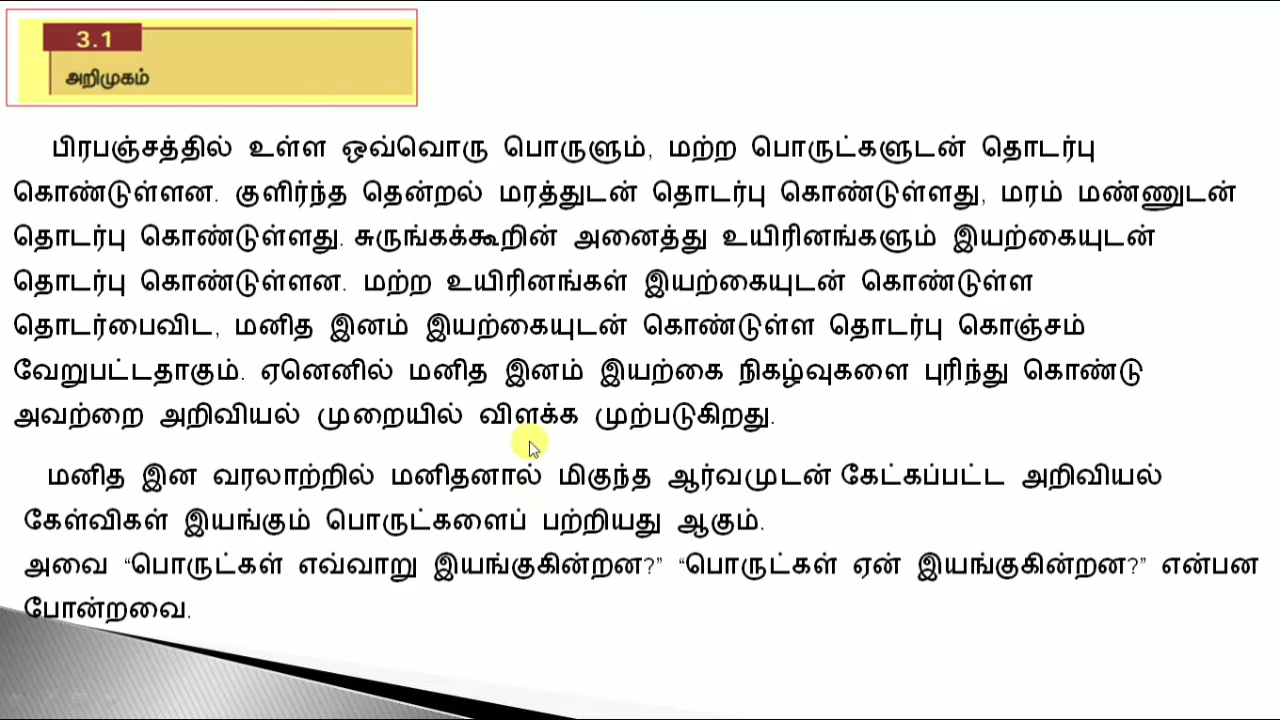 3.1
அறிமுகம்
பிரபஞ்சத்தில் உள்ள ஒவ்வொரு பொருளும், மற்ற பொருட்களுடன் தொடர்பு
கொண்டுள்ளன. குளிர்ந்த தென்றல் மரத்துடன் தொடர்பு கொண்டுள்ளது, மரம் மண்ணுடன்
தொடர்பு கொண்டுள்ளது. சுருங்கக்கூறின் அனைத்து உயிரினங்களும் இயற்கையுடன்
தொடர்பு கொண்டுள்ளன. மற்ற உயிரினங்கள் இயற்கையுடன் கொண்டுள்ள
தொடர்பைவிட, மனித இனம் இயற்கையுடன் கொண்டுள்ள தொடர்பு கொஞ்சம்
வேறுபட்டதாகும். ஏனெனில் மனித இனம் இயற்கை நிகழ்வுகளை புரிந்து கொண்டு
அவற்றை அறிவியல் முறையில் விளக்க முற்படுகிறது.
மனித இன வரலாற்றில் மனிதனால் மிகுந்த ஆர்வமுடன் கேட்கப்பட்ட அறிவியல்
கேள்விகள் இயங்கும் பொருட்களைப் பற்றியது ஆகும்.
அவை “பொருட்கள் எவ்வாறு இயங்குகின்றன?” “பொருட்கள் ஏன் இயங்குகின்றன?” என்பன
போன்றவை.